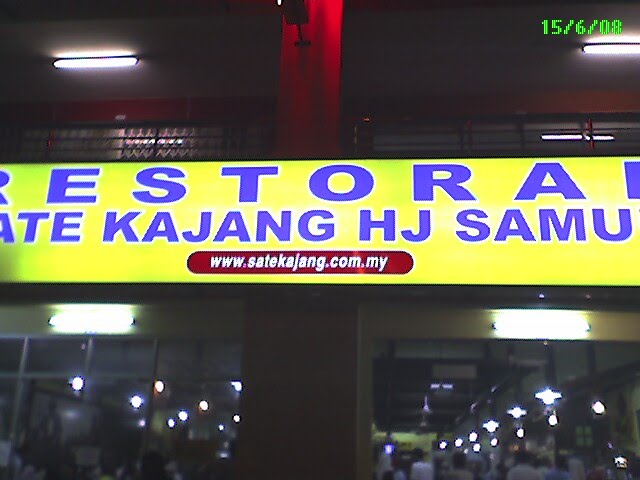 15/6/08
RESTORA
ATE KAJANG HJ SAMU
www.satekajang.com.my